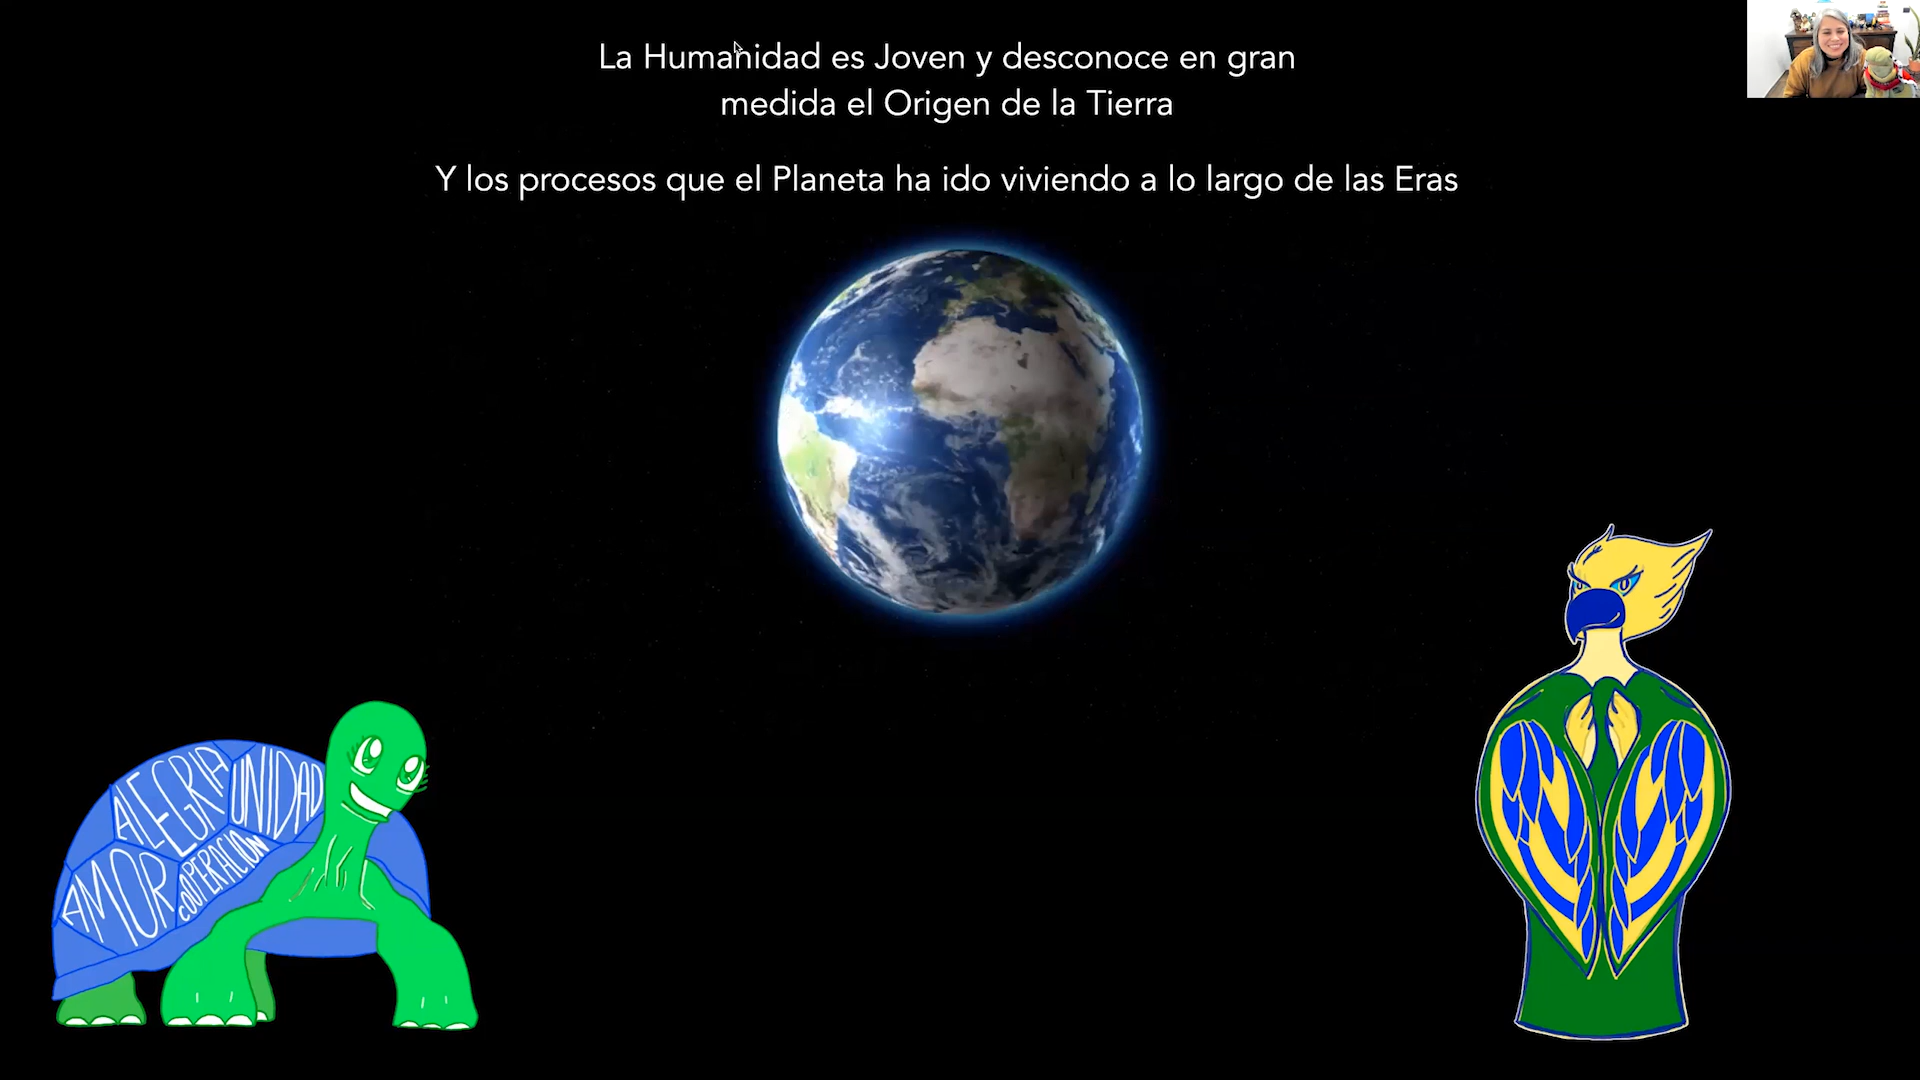 La Humanidad es Joven y desconoce en gran
medida el Origen de la Tierra
Y los procesos que el Planeta ha ido viviendo a lo largo de las Eras
ALEGRIA
UNIDAD
AMOR
COOPERACION